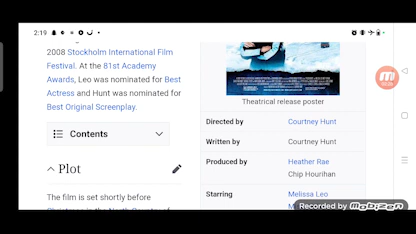 2:19
2008 Stockholm International Film
Festival. At the 81st Academy
Awards, Leo was nominated for Best
Actress and Hunt was nominated for
Best Original Screenplay.
Contents
Plot
The film is set shortly before
Theatrical release poster
Directed by Courtney Hunt
Written by Courtney Hunt
Produced by Heather Rae
Chip Hourihan
Starring Melissa Leo
Recorded by Mobizen